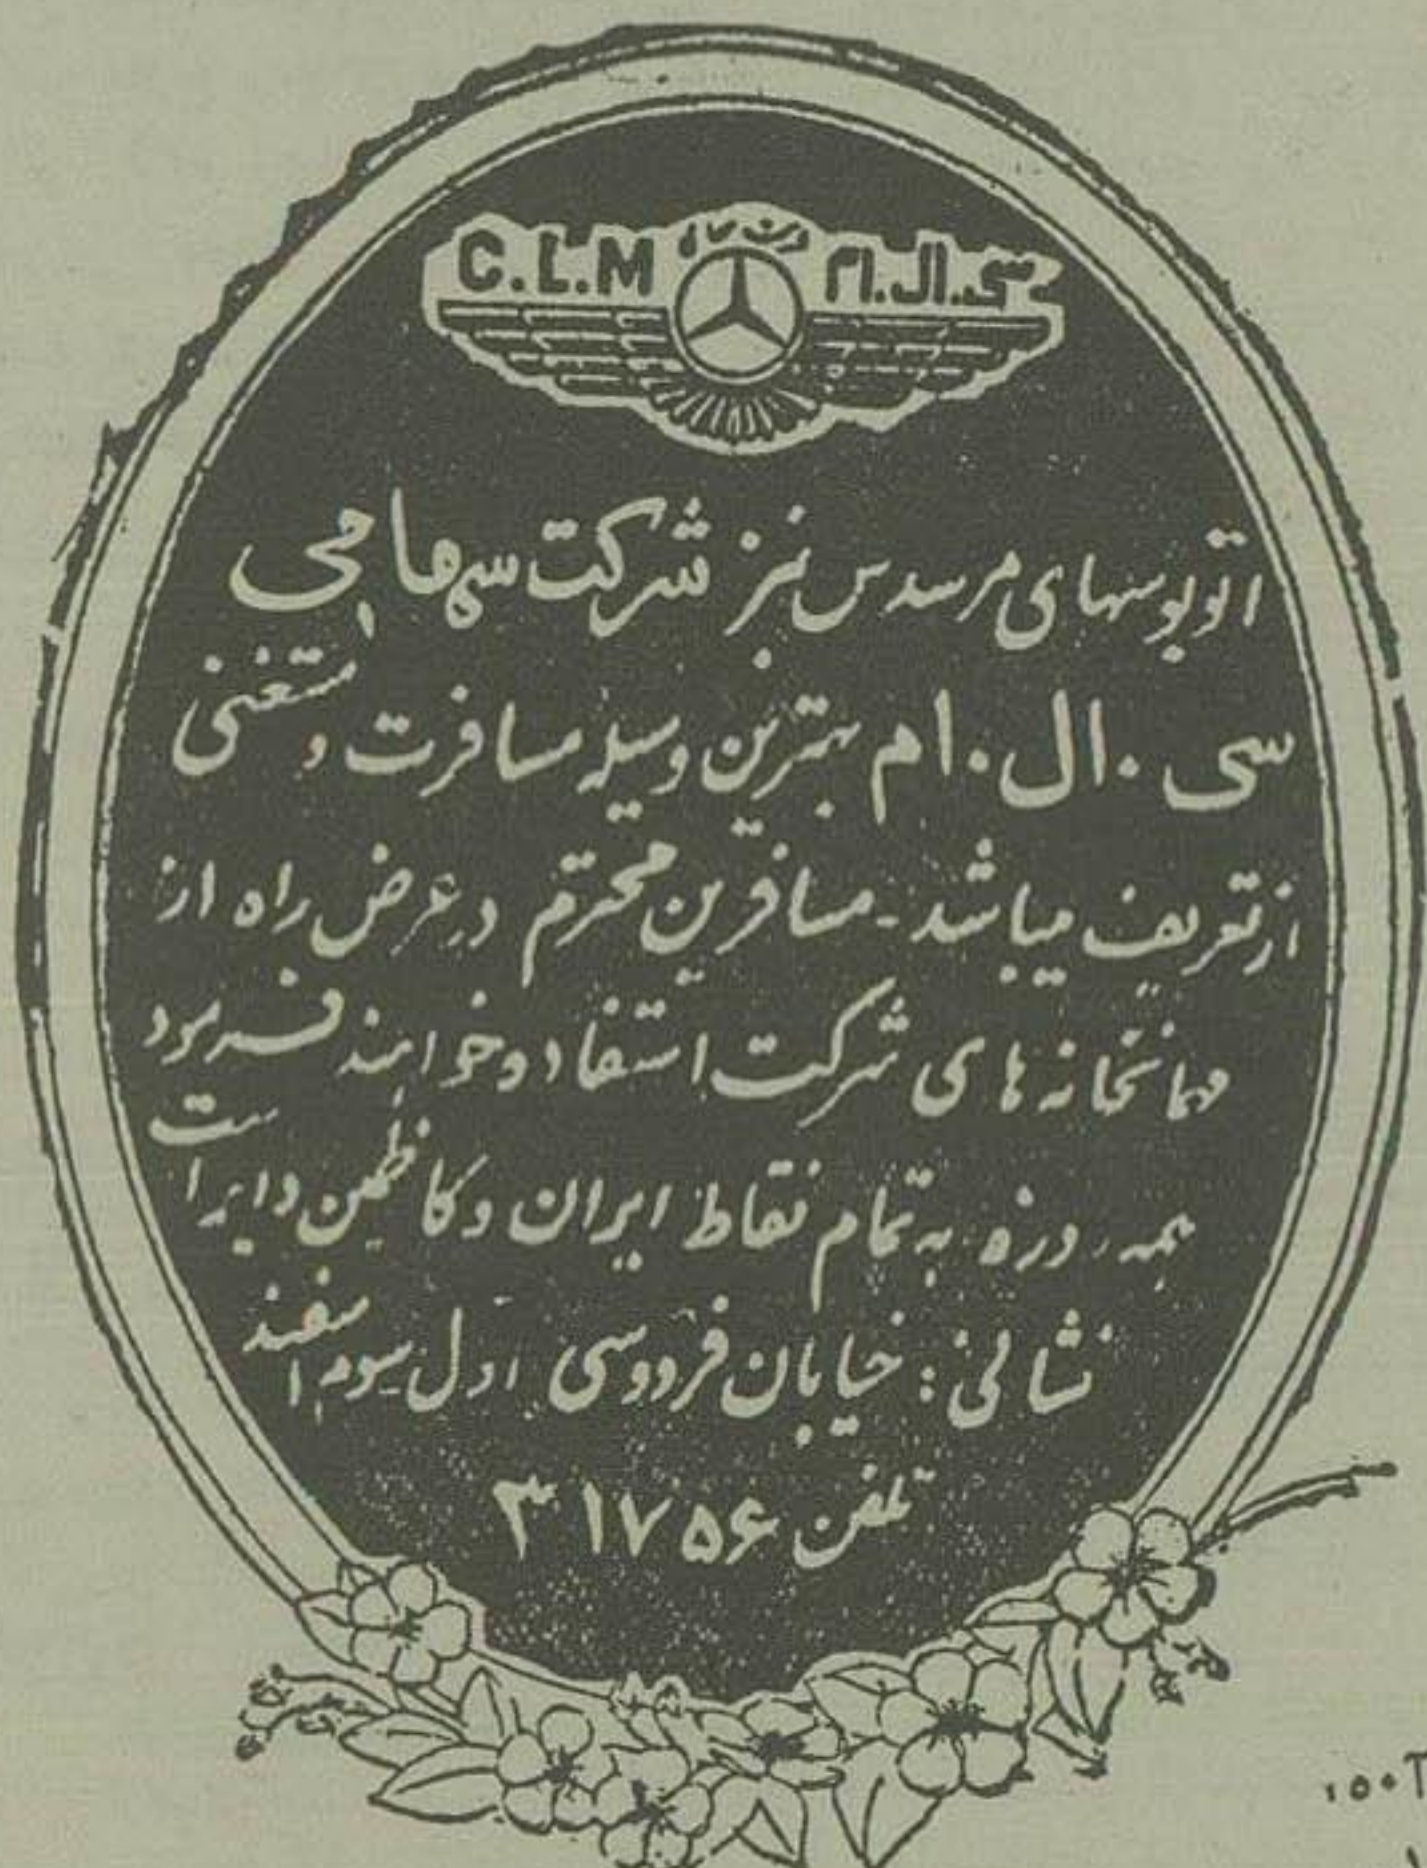 C.L.M سی.ال.ام
اتوبوسهای مرسدس بنز شرکت سهامی
سی.ال.ام بهترین وسیله مسافرت و مستغنی
از تعریف میباشد - مسافرین محترم در عرض راه از
مهمانخانه های شرکت استفاده خواهند فرمود
همه روزه به تمام نقاط ایران و کاظمین دایر است
نشانی : خیابان فردوسی اول سوم اسفند
تلفن ۳۱۷۵۶